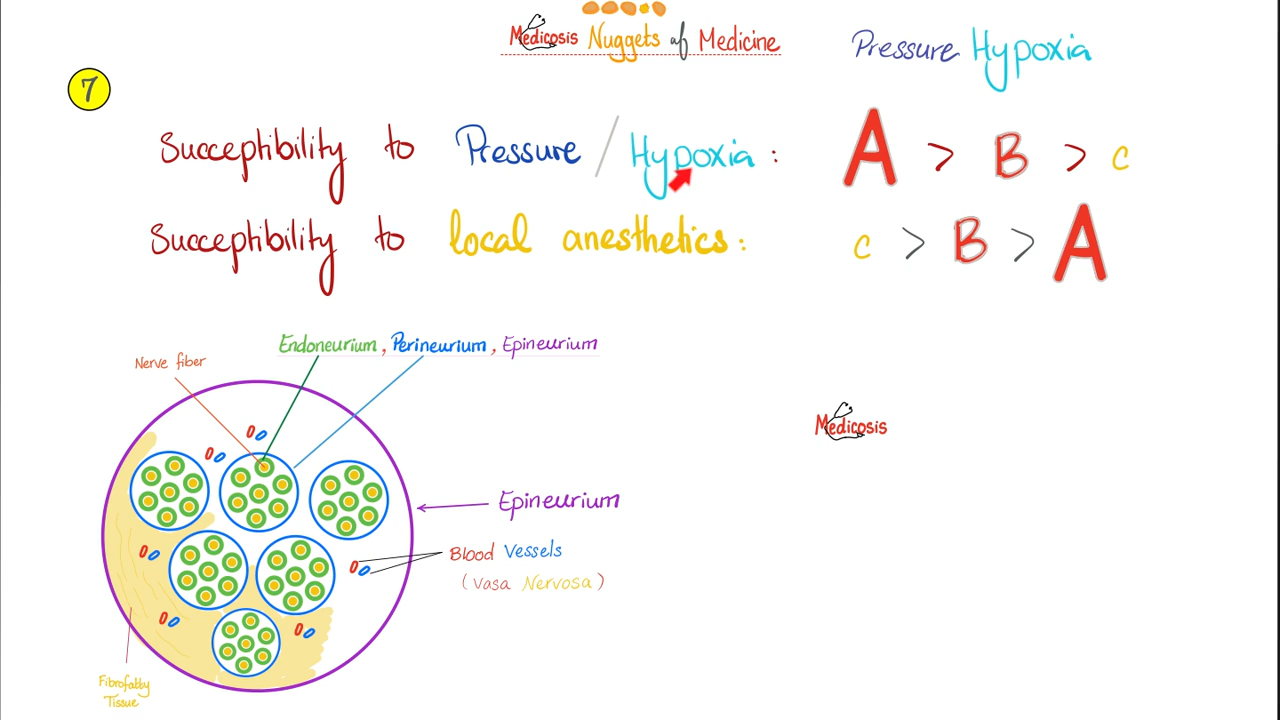 Medicosis Nuggets of Medicine
Pressure Hypoxia
7
Succeptibility to Pressure / Hypoxia : A > B > c
Succeptibility to local anesthetics : c > B > A
Endoneurium , Perineurium , Epineurium
Nerve fiber
Medicosis
Epineurium
Blood Vessels
(Vasa Nervosa)
Fibrofatty
Tissue